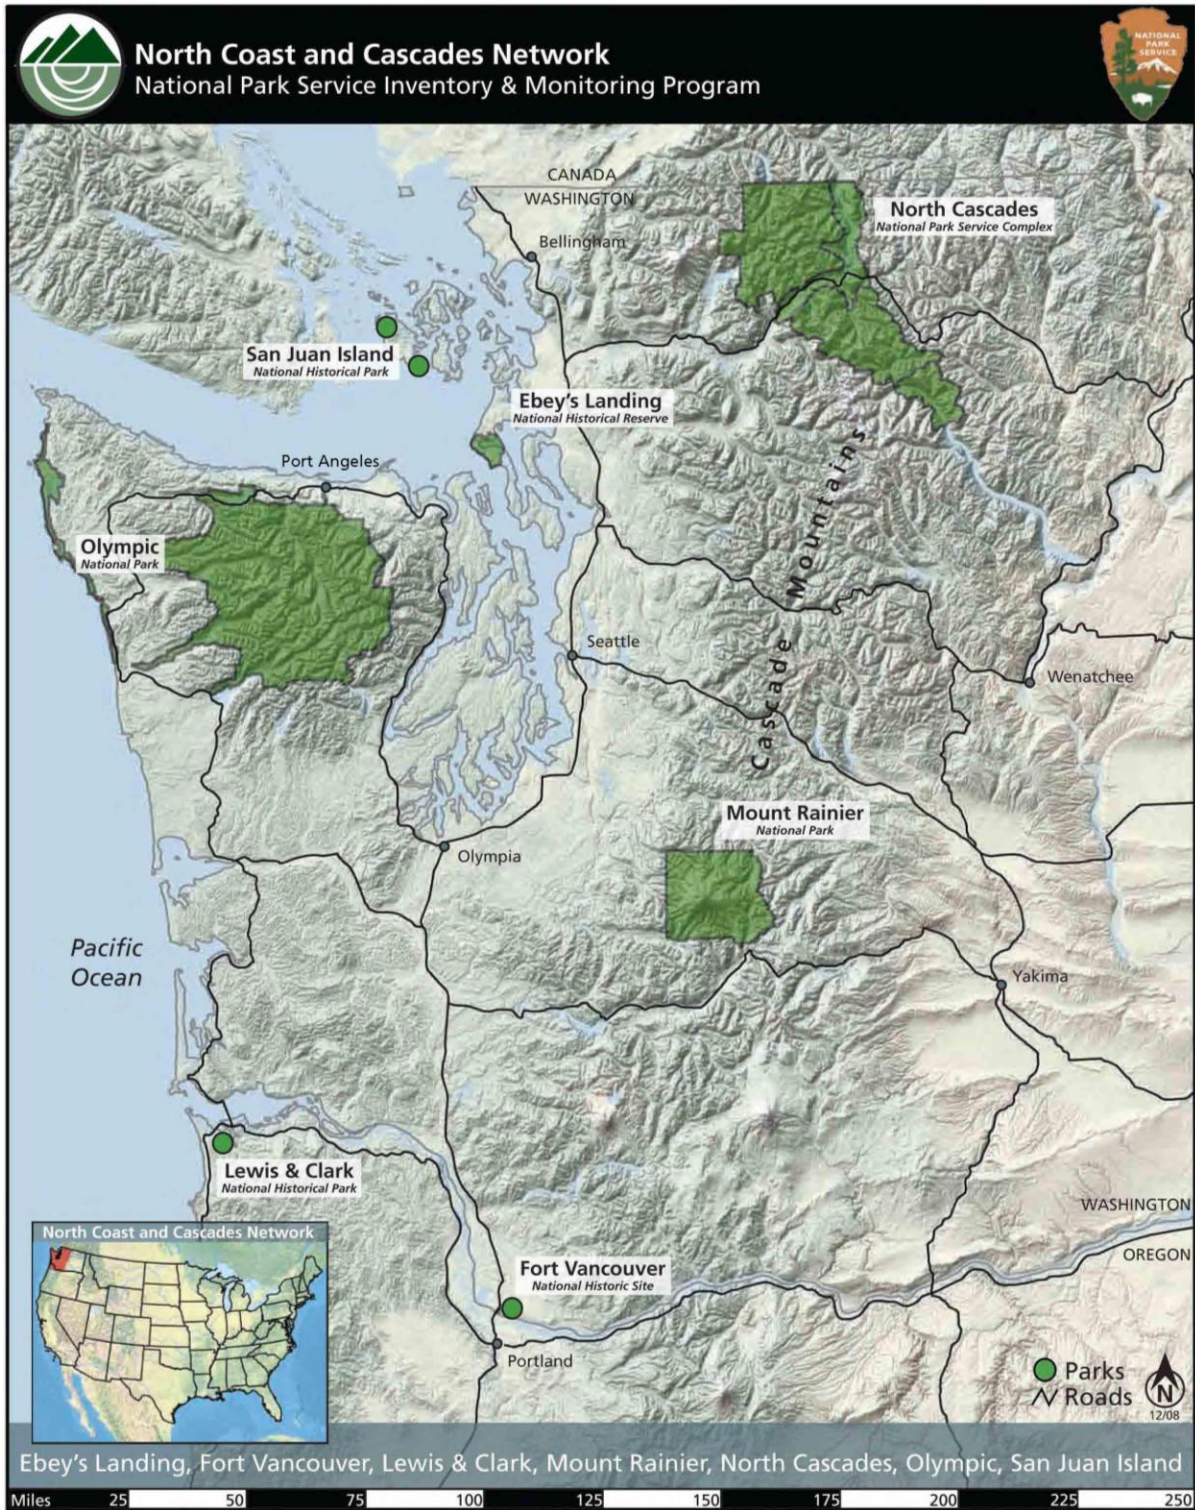 North Coast and Cascades Network
National Park Service Inventory & Monitoring Program
NATIONAL
PARK
SERVICE
CANADA
WASHINGTON
North Cascades
National Park Service Complex
Bellingham
San Juan Island
National Historical Park
Ebey's Landing
National Historical Reserve
Port Angeles
Olympic
National Park
Cascade Mountains
Seattle
Wenatchee
Mount Rainier
National Park
Olympia
Pacific
Ocean
Yakima
Lewis & Clark
National Historical Park
WASHINGTON
OREGON
North Coast and Cascades Network
Fort Vancouver
National Historic Site
Portland
Parks
Roads
N
12/08
Ebey's Landing, Fort Vancouver, Lewis & Clark, Mount Rainier, North Cascades, Olympic, San Juan Island
Miles 25 50 75 100 125 150 175 200 225 250